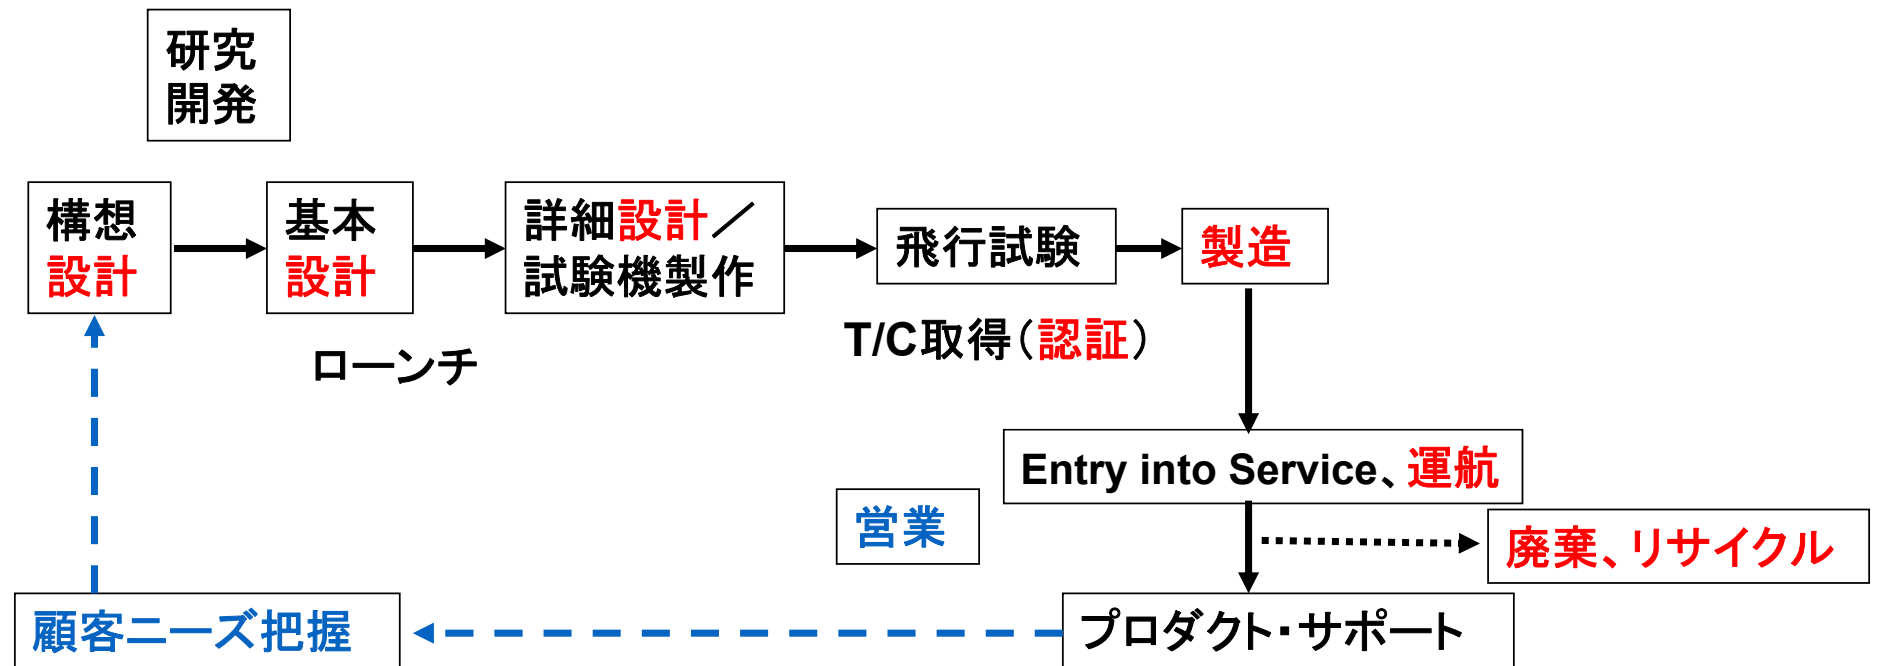 研究
開発
構想
設計
基本
設計
詳細設計／
試験機製作
飛行試験
製造
ローンチ
T/C取得（認証）
Entry into Service、運航
営業
廃棄、リサイクル
顧客ニーズ把握
プロダクト・サポート